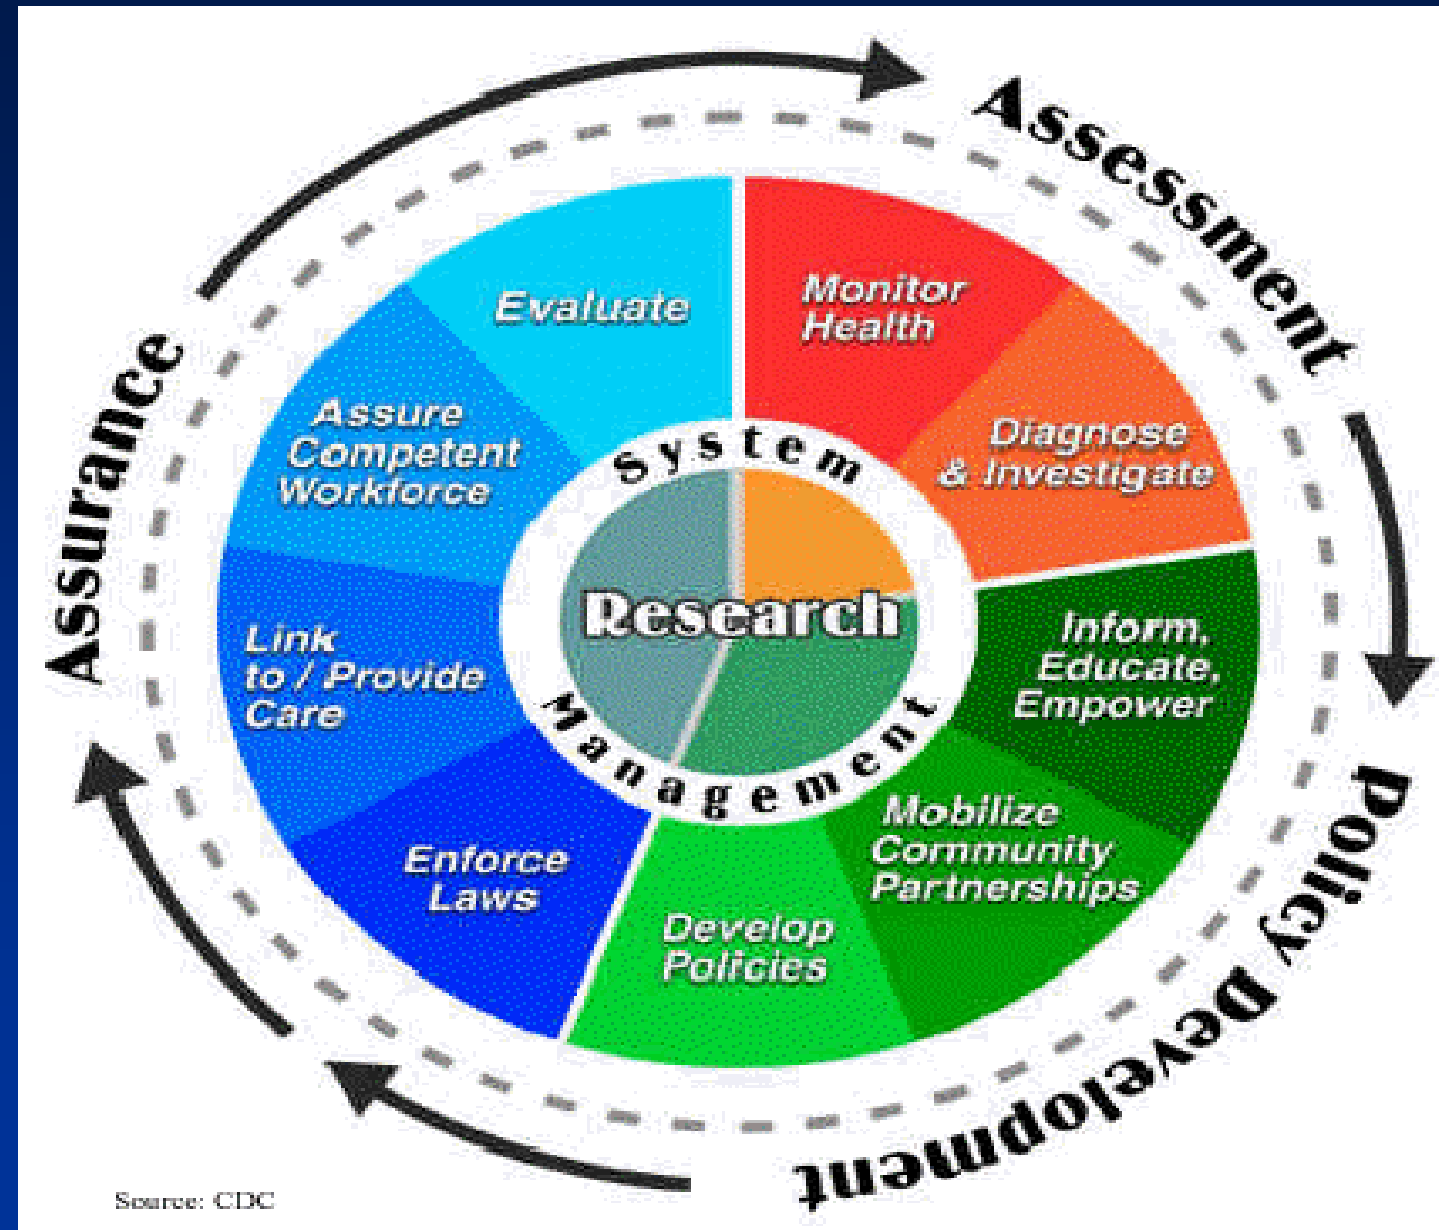 Assessment
Policy Development
Assurance
Monitor
Health
Diagnose
& Investigate
Inform,
Educate,
Empower
Mobilize
Community
Partnerships
Develop
Policies
Enforce
Laws
Link
to / Provide
Care
Assure
Competent
Workforce
Evaluate
System
Management
Research
Source: CDC